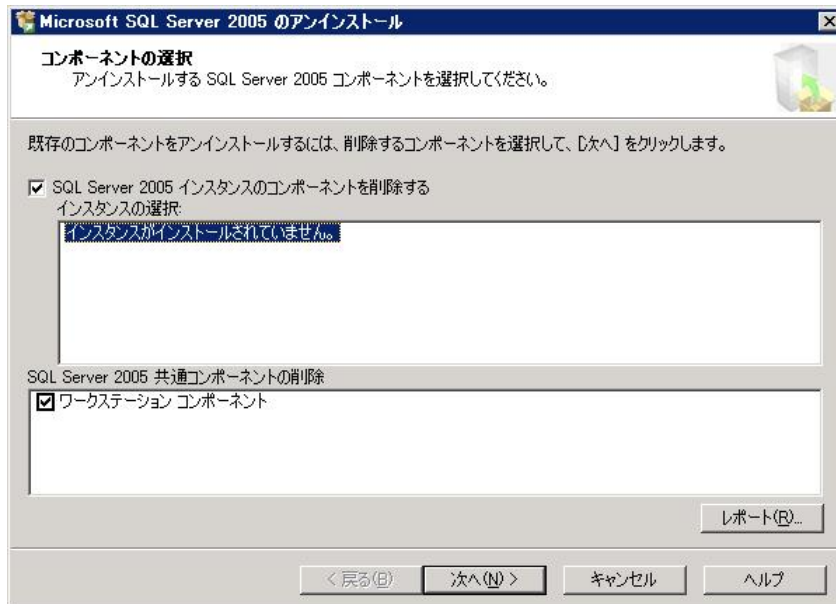 Microsoft SQL Server 2005 のアンインストール
コンポーネントの選択
アンインストールする SQL Server 2005 コンポーネントを選択してください。
既存のコンポーネントをアンインストールするには、削除するコンポーネントを選択して、[次へ] をクリックします。
SQL Server 2005 インスタンスのコンポーネントを削除する
インスタンスの選択:
インスタンスがインストールされていません。
SQL Server 2005 共通コンポーネントの削除
ワークステーション コンポーネント
レポート(R)...
< 戻る(B)
次へ(N) >
キャンセル
ヘルプ